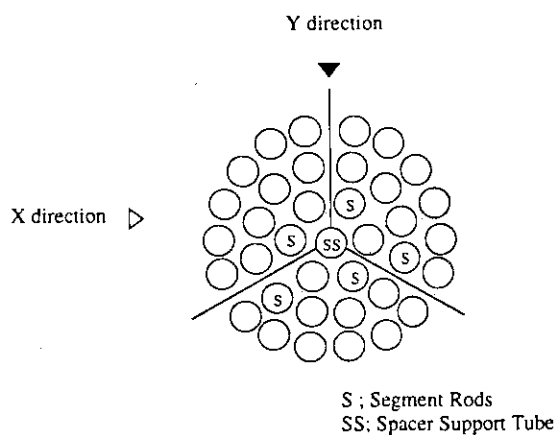 Y direction
X direction
S
S
SS
S
S
S
S ; Segment Rods
SS; Spacer Support Tube